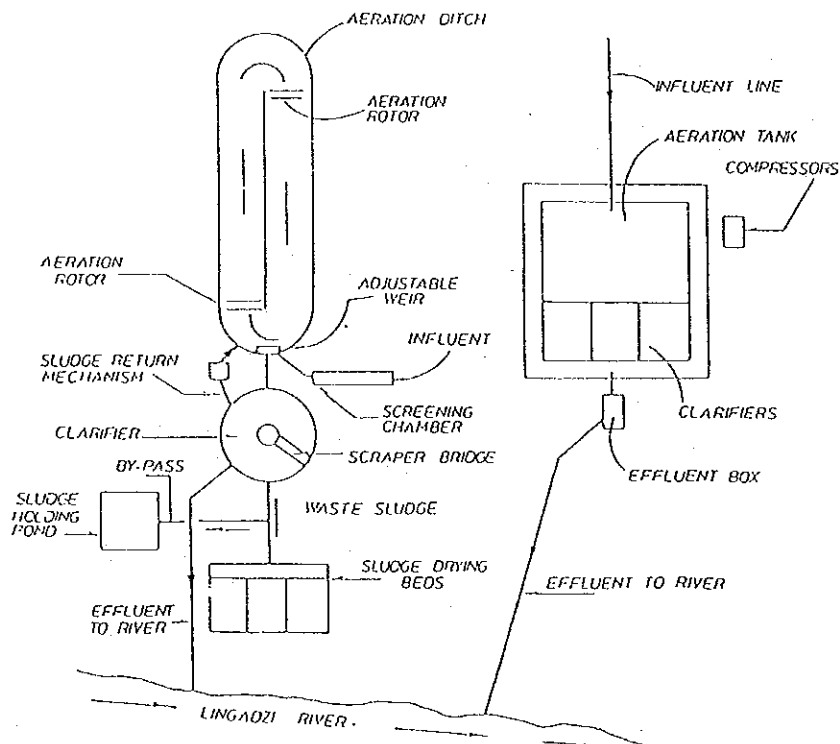 AERATION DITCH
AERATION
ROTOR
INFLUENT LINE
AERATION TANK
COMPRESSORS
AERATION
ROTOR
ADJUSTABLE
WEIR
INFLUENT
SLUDGE RETURN
MECHANISM
SCREENING
CHAMBER
CLARIFIERS
CLARIFIER
SCRAPER BRIDGE
BY-PASS
EFFLUENT BOX
SLUDGE
HOLDING
POND
WASTE SLUDGE
SLUDGE DRYING
BEDS
EFFLUENT TO RIVER
EFFLUENT
TO RIVER
LINGADZI RIVER.